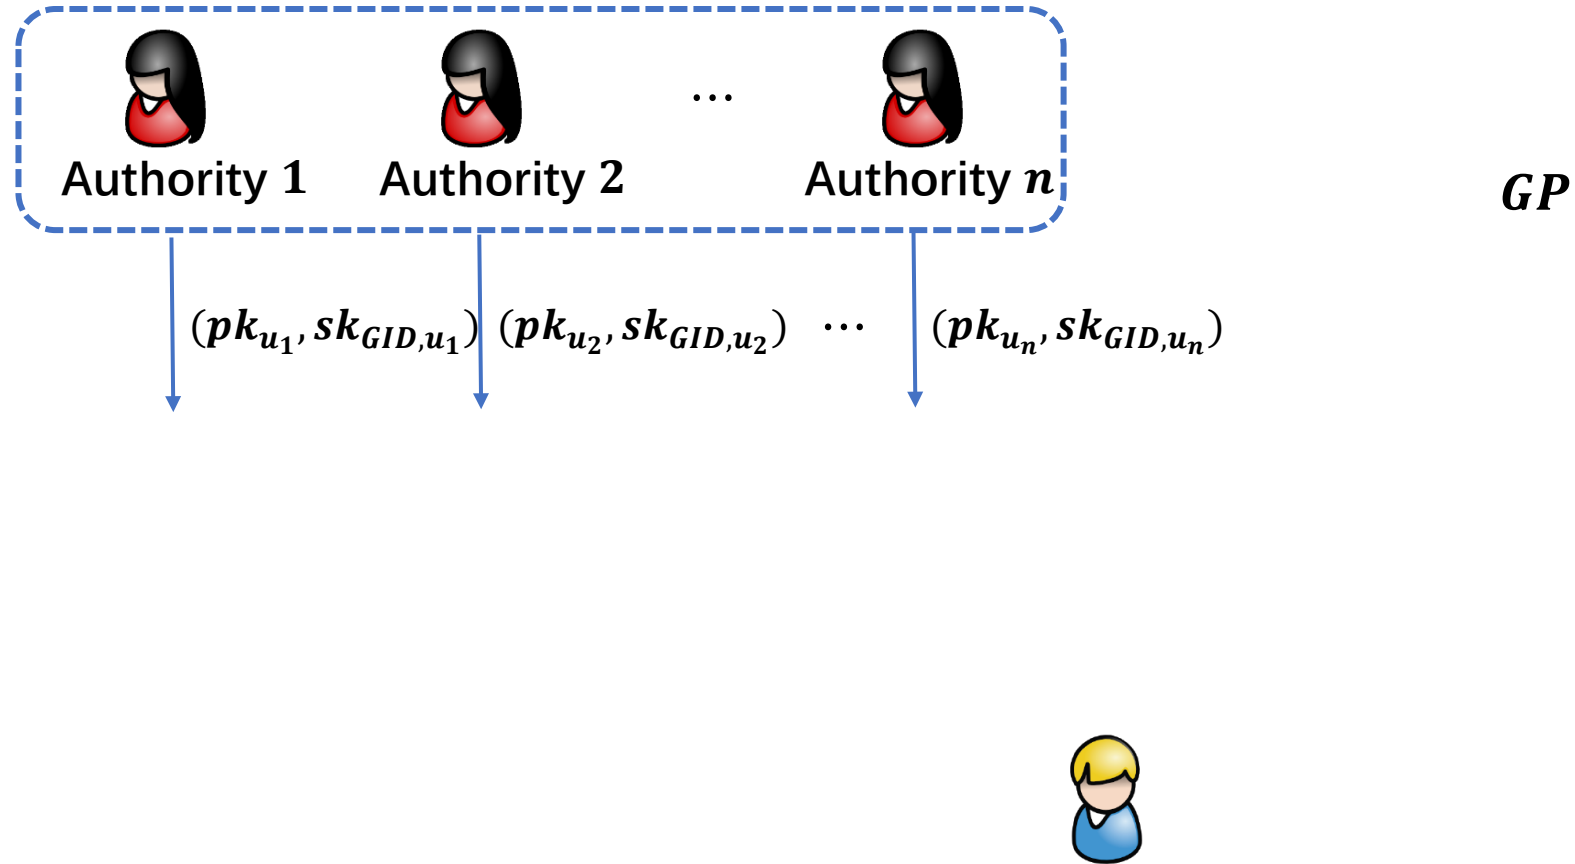 …
Authority 1 Authority 2 Authority n
GP
(pk_{u_1}, sk_{GID,u_1}) (pk_{u_2}, sk_{GID,u_2}) … (pk_{u_n}, sk_{GID,u_n})